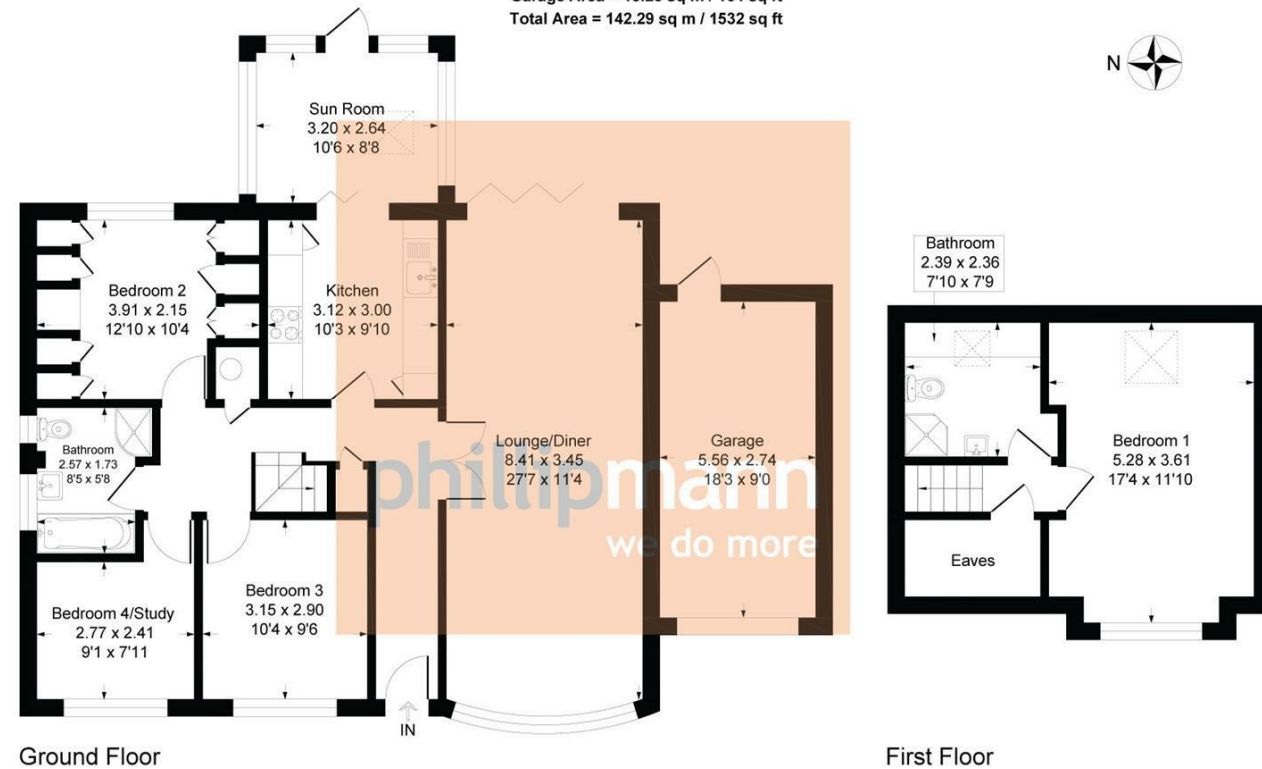 Total Area = 142.29 sq m / 1532 sq ft
N
Sun Room
3.20 x 2.64
10'6 x 8'8
Bedroom 2
3.91 x 2.15
12'10 x 10'4
Kitchen
3.12 x 3.00
10'3 x 9'10
Bathroom
2.39 x 2.36
7'10 x 7'9
Bathroom
2.57 x 1.73
8'5 x 5'8
Lounge/Diner
8.41 x 3.45
27'7 x 11'4
Garage
5.56 x 2.74
18'3 x 9'0
Bedroom 1
5.28 x 3.61
17'4 x 11'10
phillipmann
we do more
Eaves
Bedroom 4/Study
2.77 x 2.41
9'1 x 7'11
Bedroom 3
3.15 x 2.90
10'4 x 9'6
IN
Ground Floor
First Floor